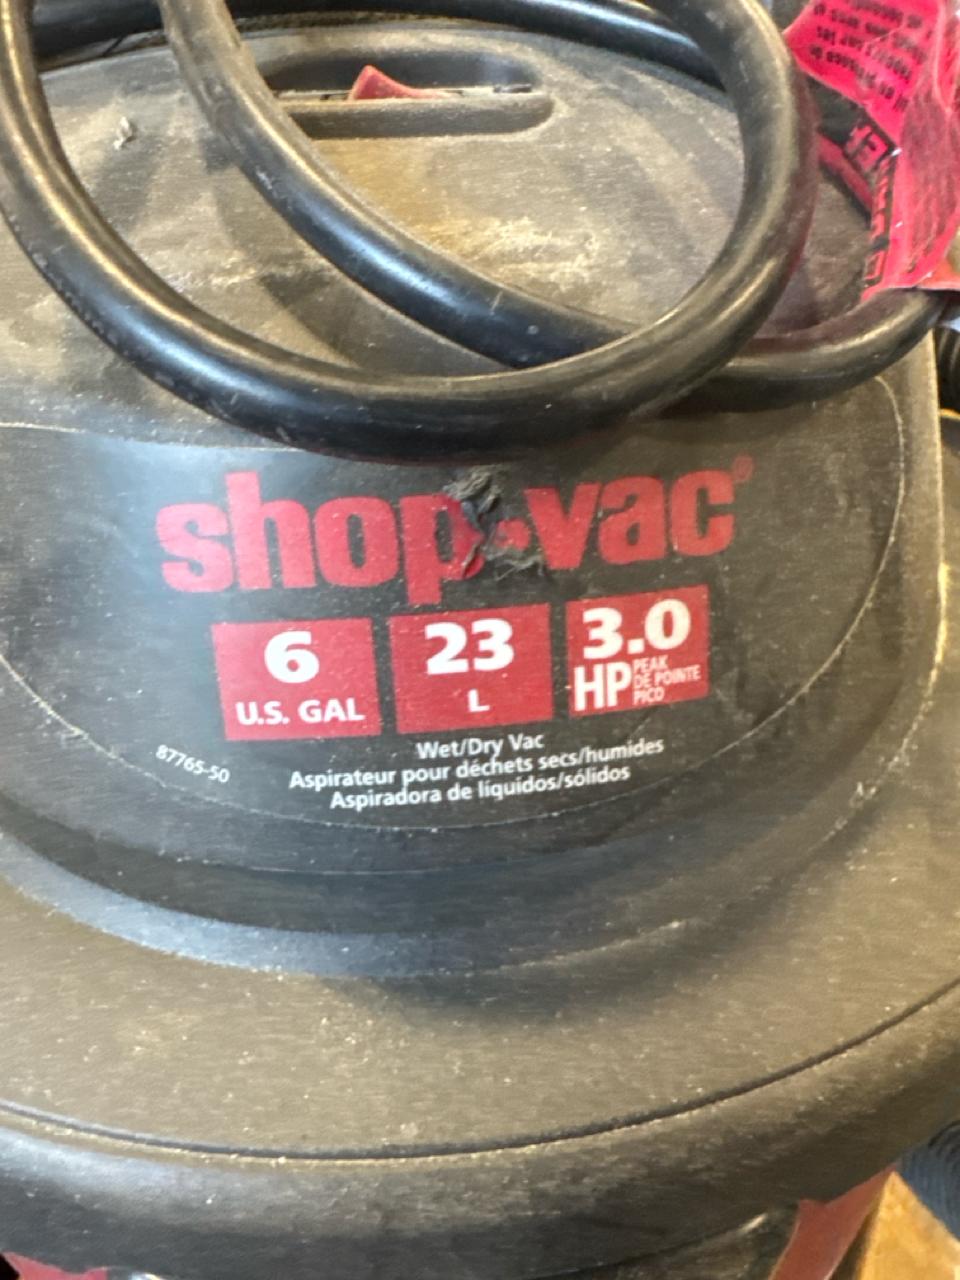 shop·vac®
6
U.S. GAL
23
L
3.0
HP PEAK
DE POINTE
PICO
Wet/Dry Vac
Aspirateur pour déchets secs/humides
Aspiradora de líquidos/sólidos
87765-50